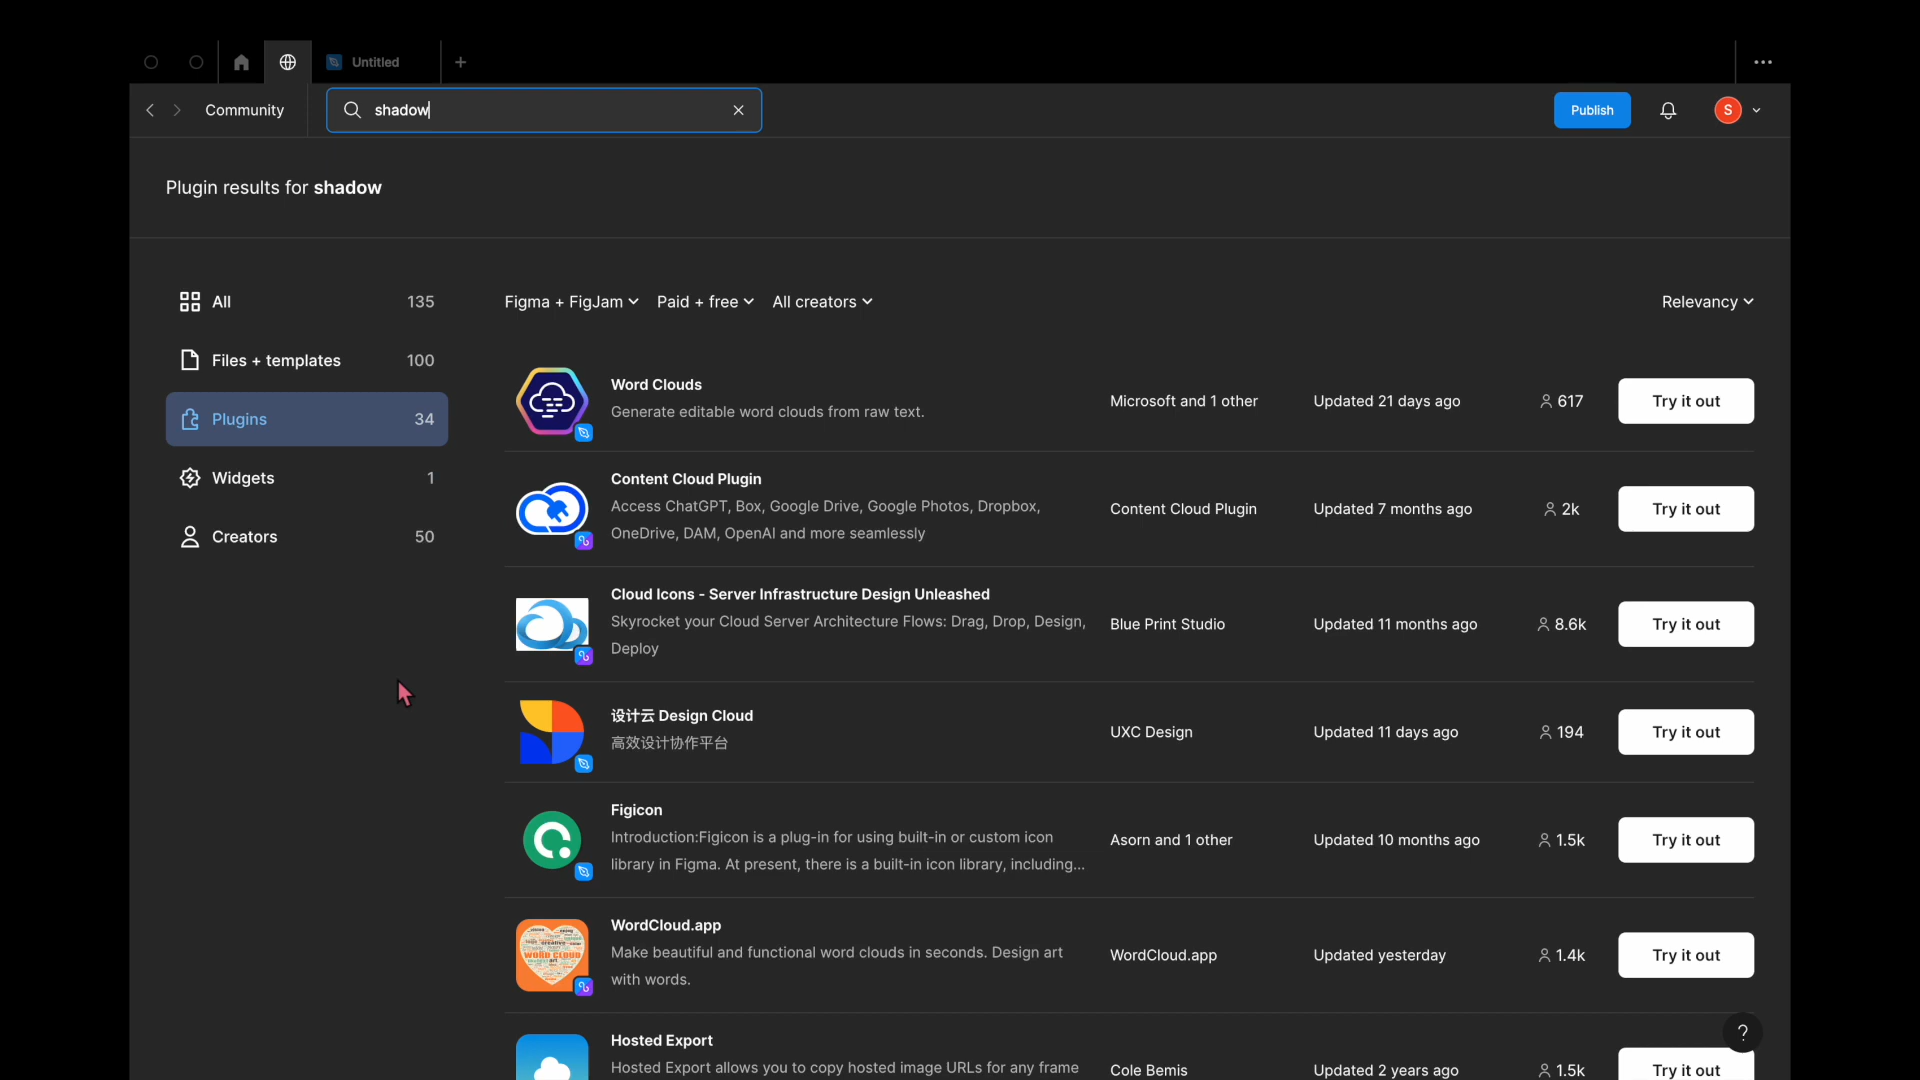 Untitled
Community
shadow
Publish
S
Plugin results for shadow
All 135
Files + templates 100
Plugins 34
Widgets 1
Creators 50
Figma + FigJam Paid + free All creators Relevancy
Word Clouds
Generate editable word clouds from raw text.
Microsoft and 1 other Updated 21 days ago 617 Try it out
Content Cloud Plugin
Access ChatGPT, Box, Google Drive, Google Photos, Dropbox,
OneDrive, DAM, OpenAI and more seamlessly
Content Cloud Plugin Updated 7 months ago 2k Try it out
Cloud Icons - Server Infrastructure Design Unleashed
Skyrocket your Cloud Server Architecture Flows: Drag, Drop, Design,
Deploy
Blue Print Studio Updated 11 months ago 8.6k Try it out
设计云 Design Cloud
高效设计协作平台
UXC Design Updated 11 days ago 194 Try it out
Figicon
Introduction:Figicon is a plug-in for using built-in or custom icon
library in Figma. At present, there is a built-in icon library, including...
Asorn and 1 other Updated 10 months ago 1.5k Try it out
WORD CLOUD
WordCloud.app
Make beautiful and functional word clouds in seconds. Design art
with words.
WordCloud.app Updated yesterday 1.4k Try it out
?
Hosted Export
Hosted Export allows you to copy hosted image URLs for any frame
Cole Bemis Updated 2 years ago 1.5k Try it out